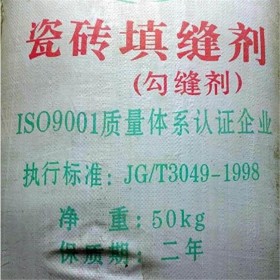 瓷砖填缝剂
(勾缝剂)
ISO9001质量体系认证企业
执行标准: JG/T3049-1998
净 重: 50kg
保质期: 二年